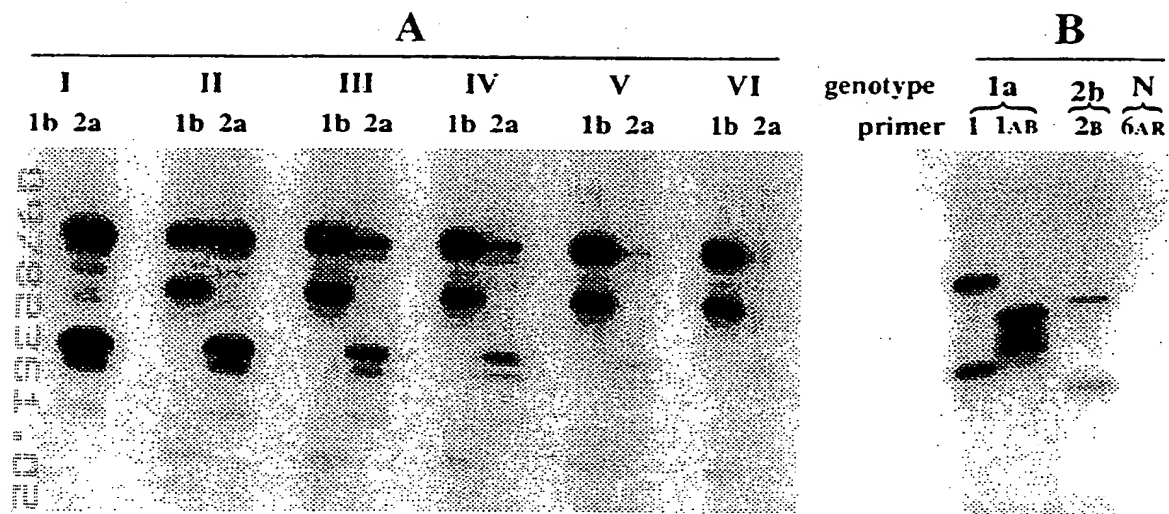 A B
I II III IV V VI genotype 1a 2b N
1b 2a 1b 2a 1b 2a 1b 2a 1b 2a 1b 2a primer 1 1AB 2B 6AR